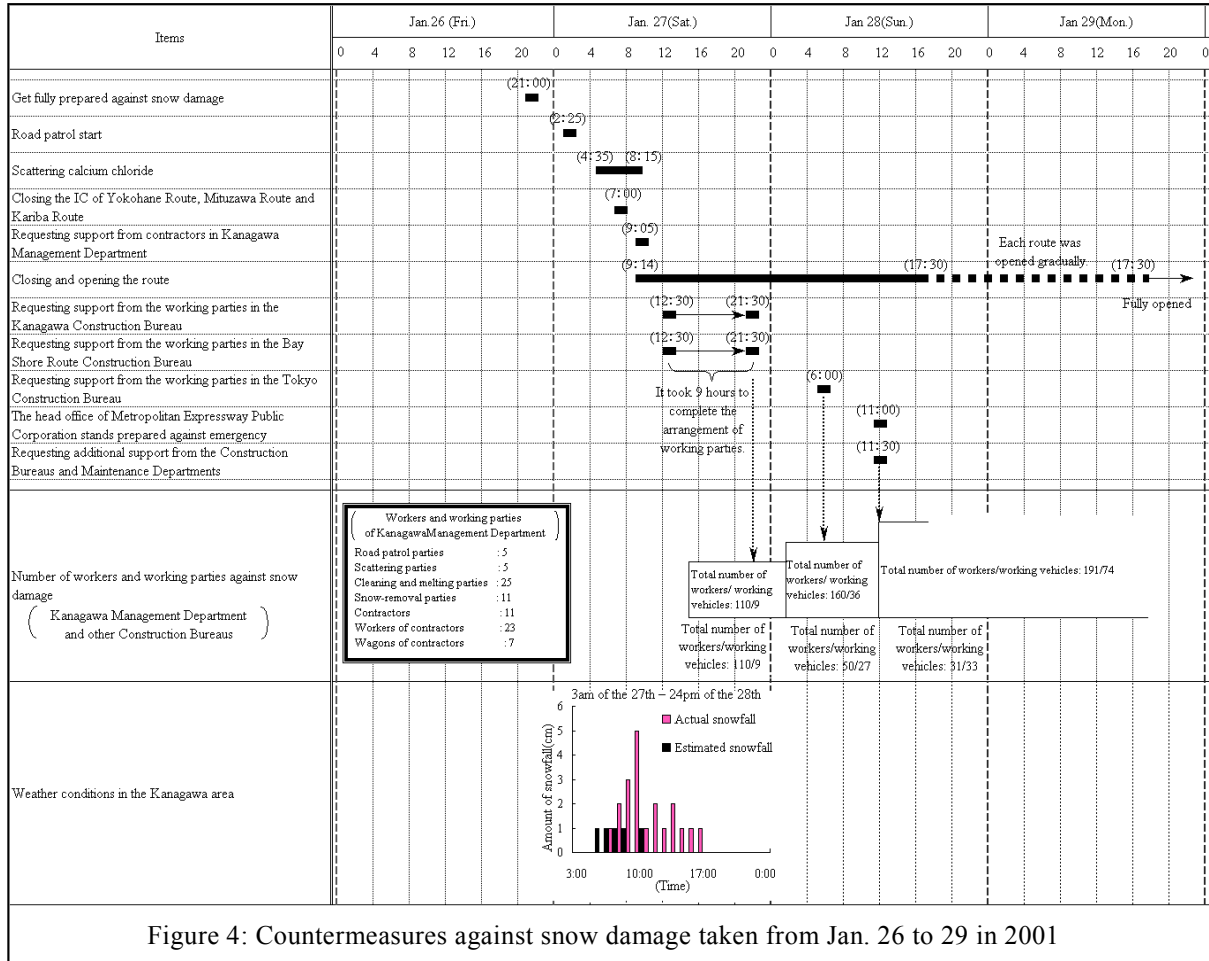 Items
Jan.26 (Fri.)
Jan. 27(Sat.)
Jan 28(Sun.)
Jan 29(Mon.)
0 4 8 12 16 20 0 4 8 12 16 20 0 4 8 12 16 20 0 4 8 12 16 20 0
Get fully prepared against snow damage
(21:00)
Road patrol start
(2:25)
Scattering calcium chloride
(4:35) (8:15)
Closing the IC of Yokohane Route, Mituzawa Route and
Kariba Route
(7:00)
Requesting support from contractors in Kanagawa
Management Department
(9:05)
Closing and opening the route
(9:14)
(17:30)
Each route was
opened gradually.
(17:30)
Fully opened
Requesting support from the working parties in the
Kanagawa Construction Bureau
(12:30) (21:30)
Requesting support from the working parties in the Bay
Shore Route Construction Bureau
(12:30) (21:30)
It took 9 hours to
complete the
arrangement of
working parties.
Requesting support from the working parties in the Tokyo
Construction Bureau
(6:00)
The head office of Metropolitan Expressway Public
Corporation stands prepared against emergency
(11:00)
Requesting additional support from the Construction
Bureaus and Maintenance Departments
(11:30)
Number of workers and working parties against snow
damage
( Kanagawa Management Department
and other Construction Bureaus )
( Workers and working parties
of KanagawaManagement Department )
Road patrol parties : 5
Scattering parties : 5
Cleaning and melting parties : 25
Snow-removal parties : 11
Contractors : 11
Workers of contractors : 23
Wagons of contractors : 7
Total number of
workers/ working
vehicles: 110/9
Total number of
workers/ working
vehicles: 160/36
Total number of workers/working vehicles: 191/74
Total number of
workers/working
vehicles: 110/9
Total number of
workers/working
vehicles: 50/27
Total number of
workers/working
vehicles: 31/33
Weather conditions in the Kanagawa area
3am of the 27th – 24pm of the 28th
Amount of snowfall(cm)
6
5
4
3
2
1
0
Actual snowfall
Estimated snowfall
3:00 10:00 17:00 0:00
(Time)
Figure 4: Countermeasures against snow damage taken from Jan. 26 to 29 in 2001